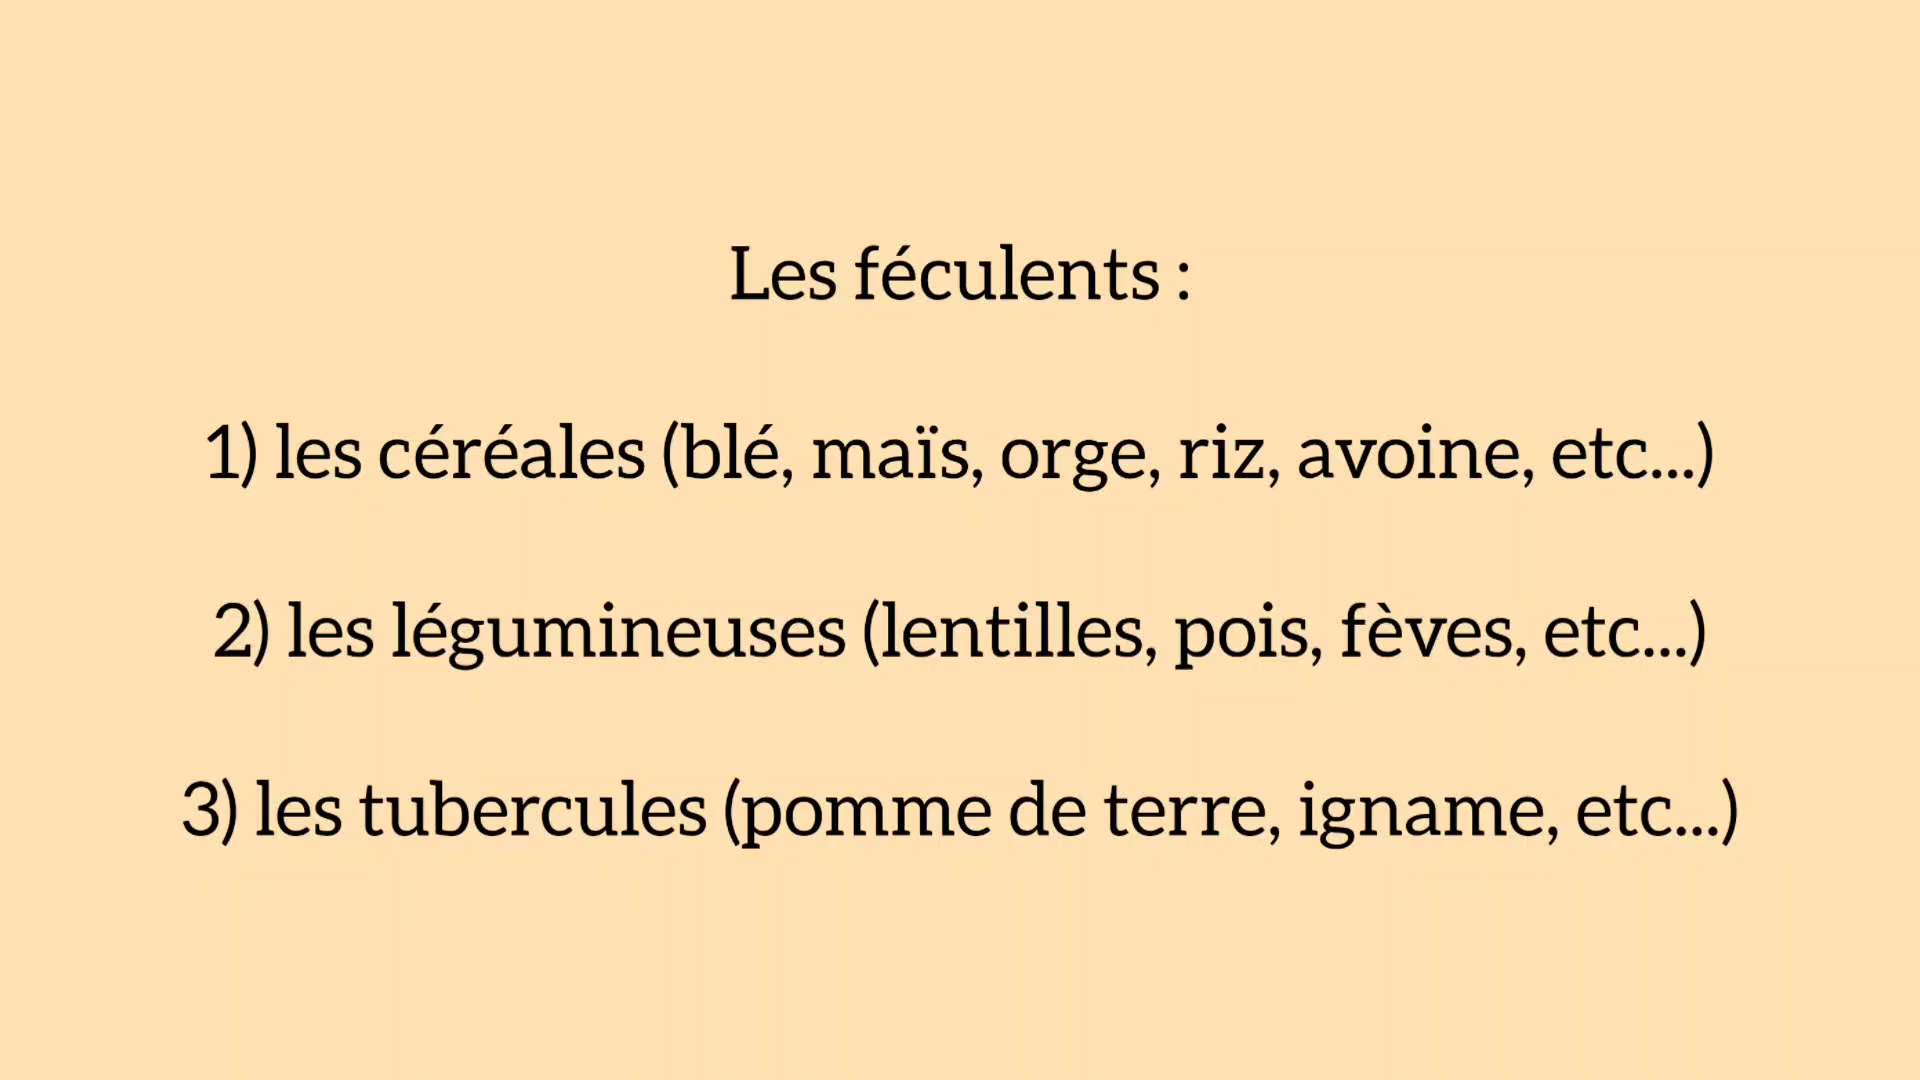 Les féculents :
1) les céréales (blé, maïs, orge, riz, avoine, etc...)
2) les légumineuses (lentilles, pois, fèves, etc...)
3) les tubercules (pomme de terre, igname, etc...)